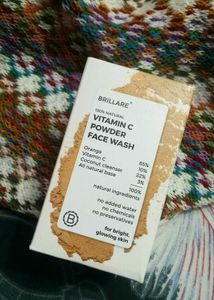 BRILLARE
100% NATURAL
VITAMIN C
POWDER
FACE WASH
Orange 65%
Vitamin C 10%
Coconut cleanser 22%
All natural base 3%
100%
natural ingredients
no added water
no chemicals
no preservatives
B
for bright,
glowing skin